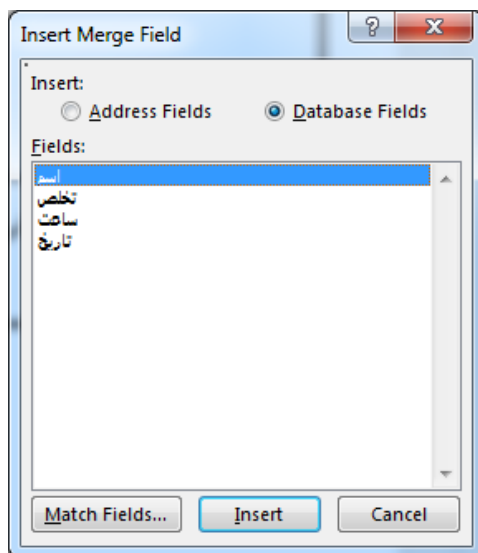 Insert Merge Field
Insert:
Address Fields
Database Fields
Fields:
اسم
تخلص
ساعت
تاریخ
Match Fields...
Insert
Cancel